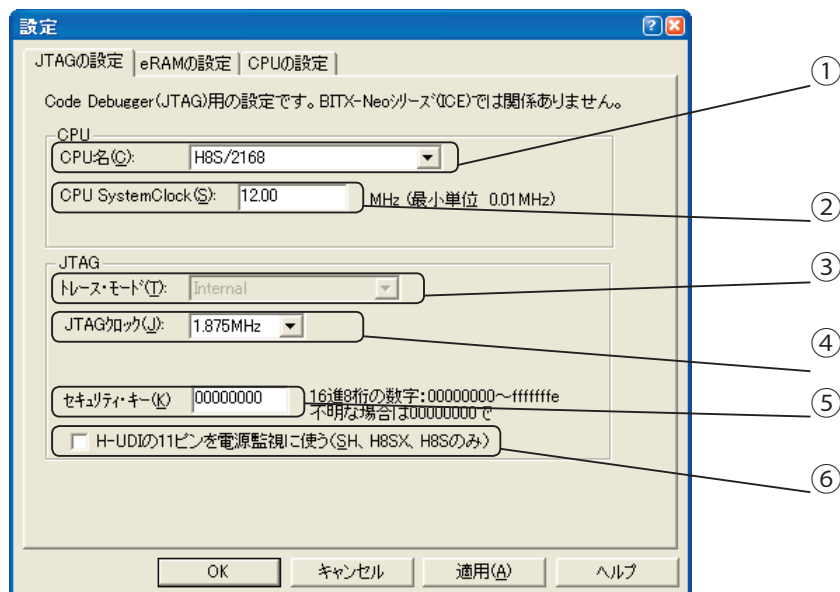 設定
JTAGの設定 eRAMの設定 CPUの設定
Code Debugger(JTAG)用の設定です。BITX-Neoシリーズ(ICE)では関係ありません。
CPU
CPU名(C): H8S/2168
①
CPU SystemClock(S): 12.00 MHz (最小単位 0.01MHz)
②
JTAG
トレース・モード(T): Internal
③
JTAGクロック(J): 1.875MHz
④
セキュリティ・キー(K) 00000000 16進8桁の数字:00000000~fffffffe
不明な場合は00000000で
⑤
H-UDIの11ピンを電源監視に使う(SH、H8SX、H8Sのみ)
⑥
OK キャンセル 適用(A) ヘルプ